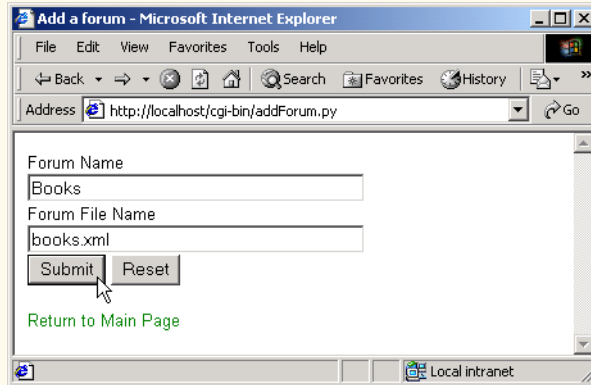 Add a forum - Microsoft Internet Explorer
File Edit View Favorites Tools Help
Back Search Favorites History »
Address http://localhost/cgi-bin/addForum.py Go
Forum Name
Books
Forum File Name
books.xml
Submit Reset
Return to Main Page
Local intranet